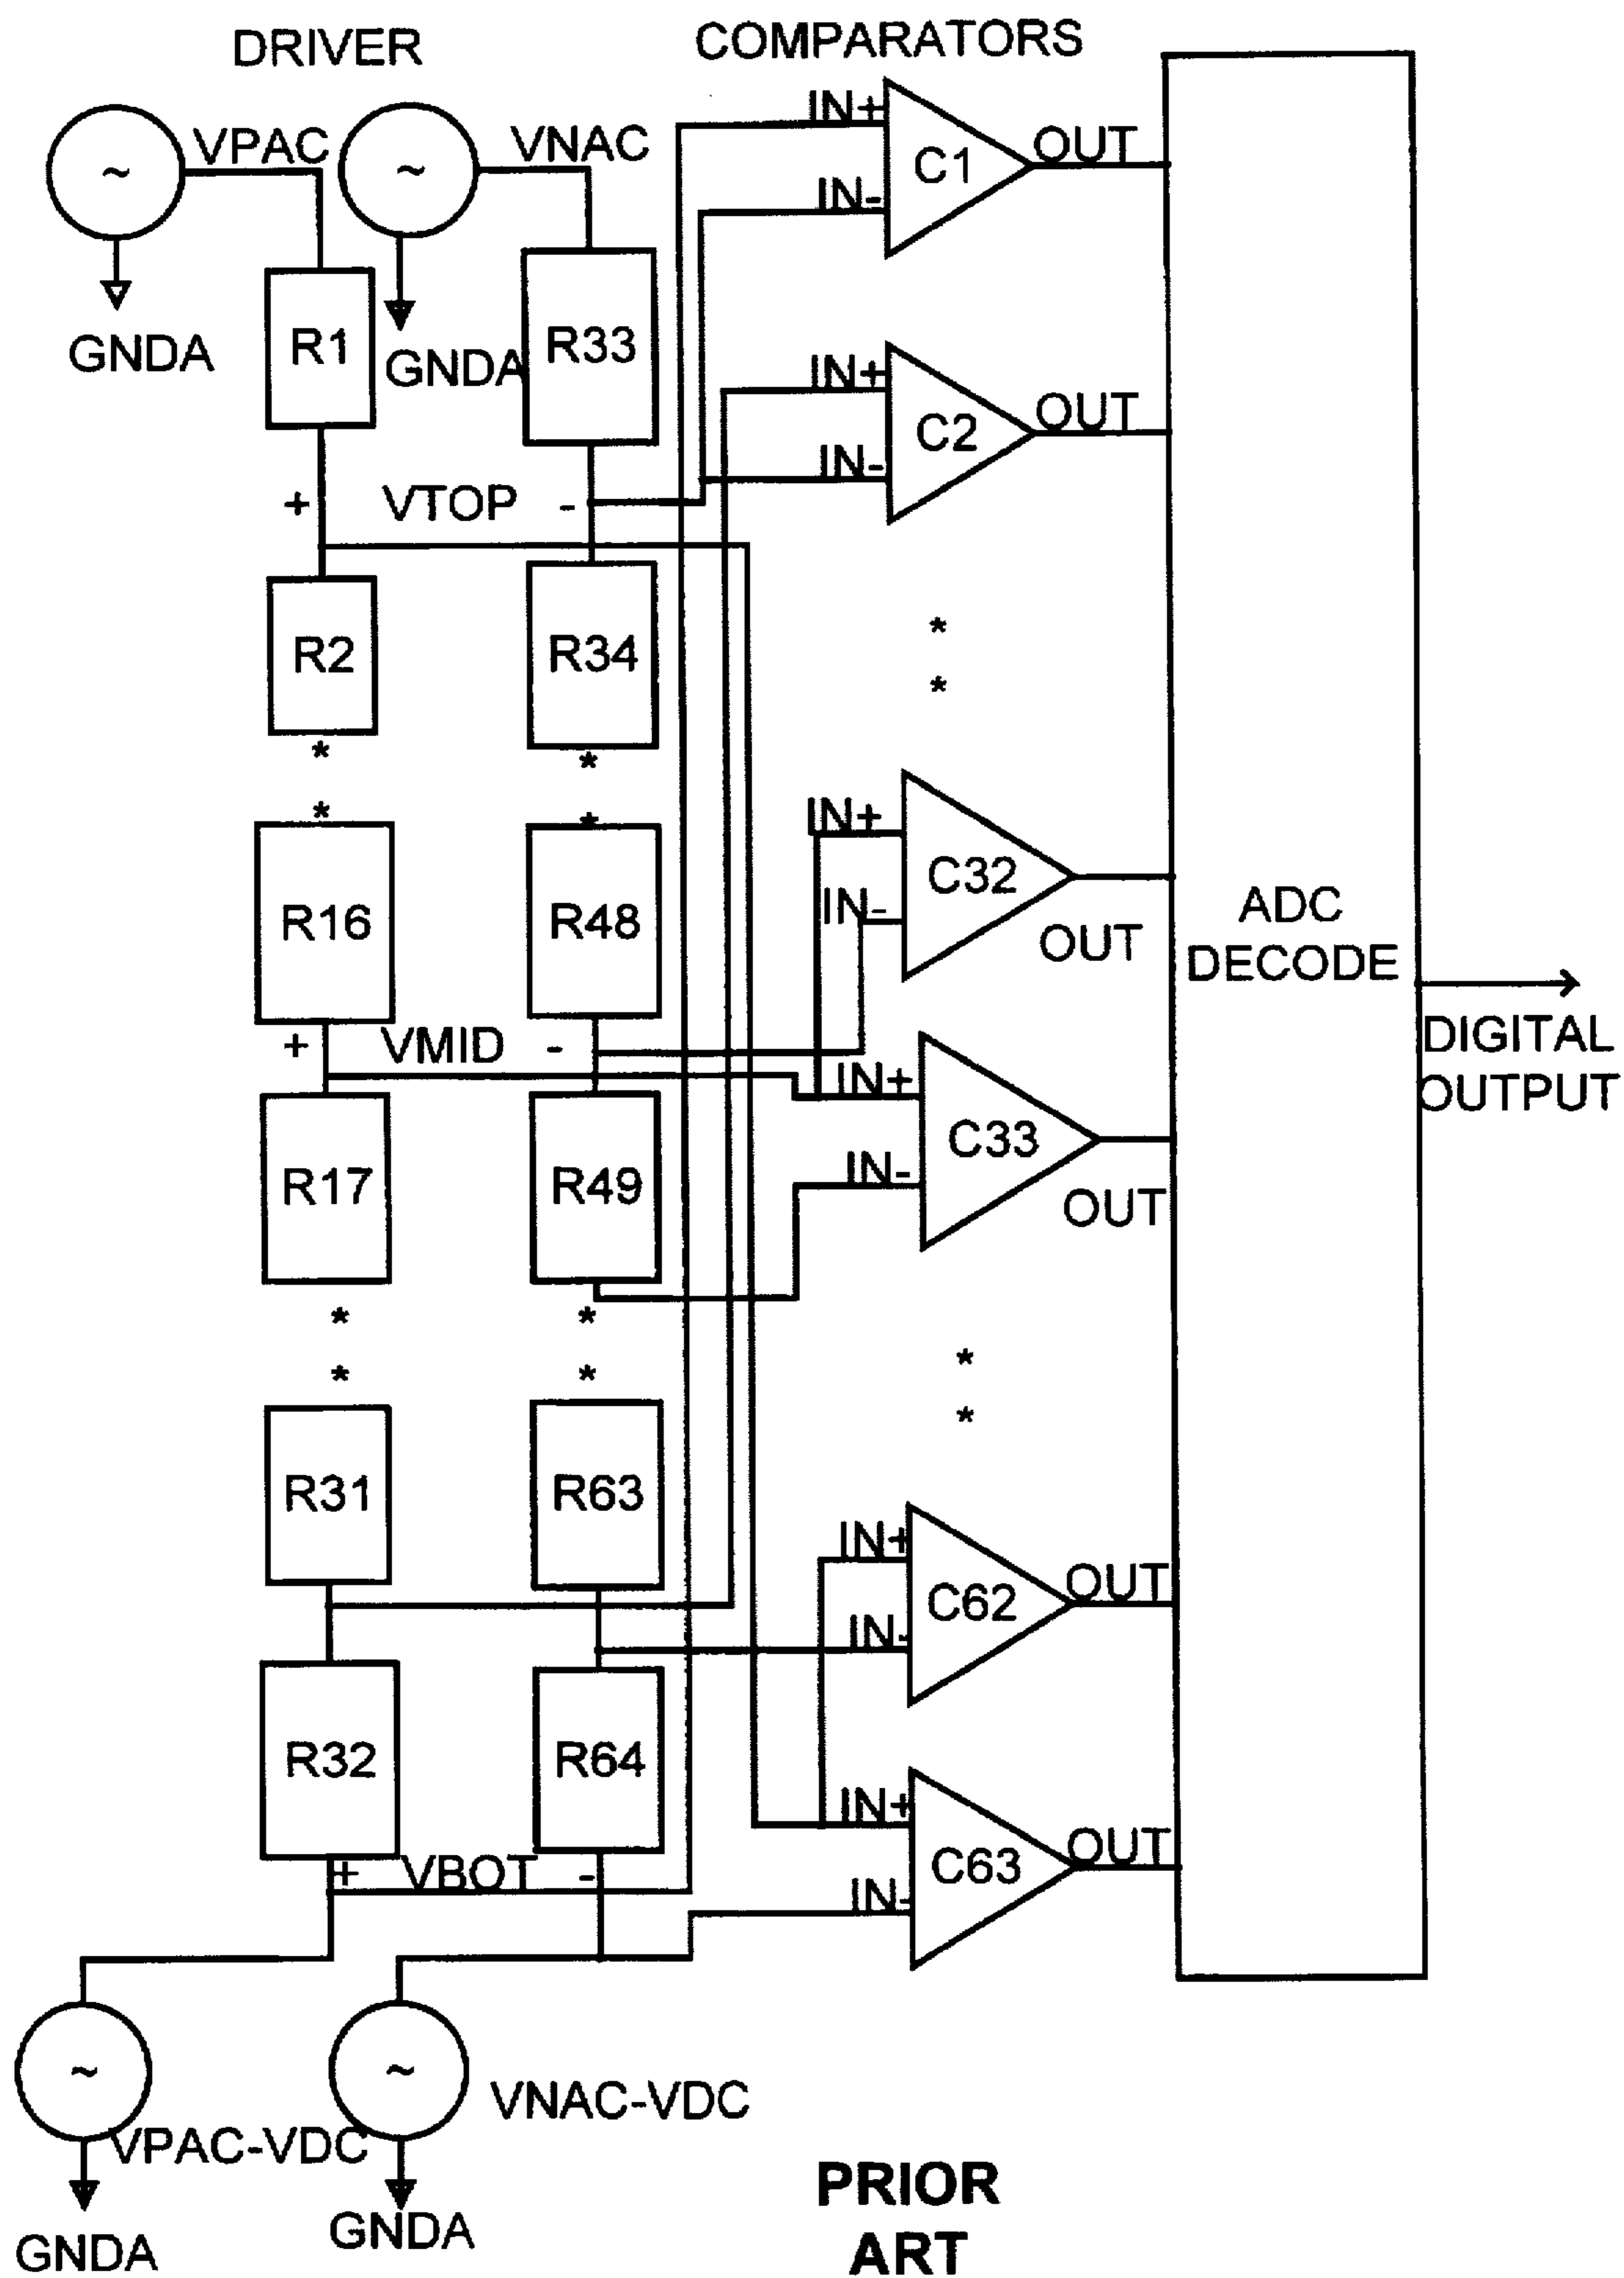 DRIVER
COMPARATORS
VPAC
VNAC
~
~
GNDA
GNDA
R1
R33
IN+
IN-
C1
OUT
IN+
IN-
C2
OUT
+ VTOP -
R2
R34
*
*
*
*
*
*
R16
R48
IN+
IN-
C32
OUT
ADC
DECODE
DIGITAL
OUTPUT
+ VMID -
R17
R49
IN+
IN-
C33
OUT
*
*
*
*
*
*
R31
R63
IN+
IN-
C62
OUT
R32
R64
IN+
IN-
C63
OUT
+ VBOT -
~
~
VPAC-VDC
VNAC-VDC
GNDA
GNDA
PRIOR
ART